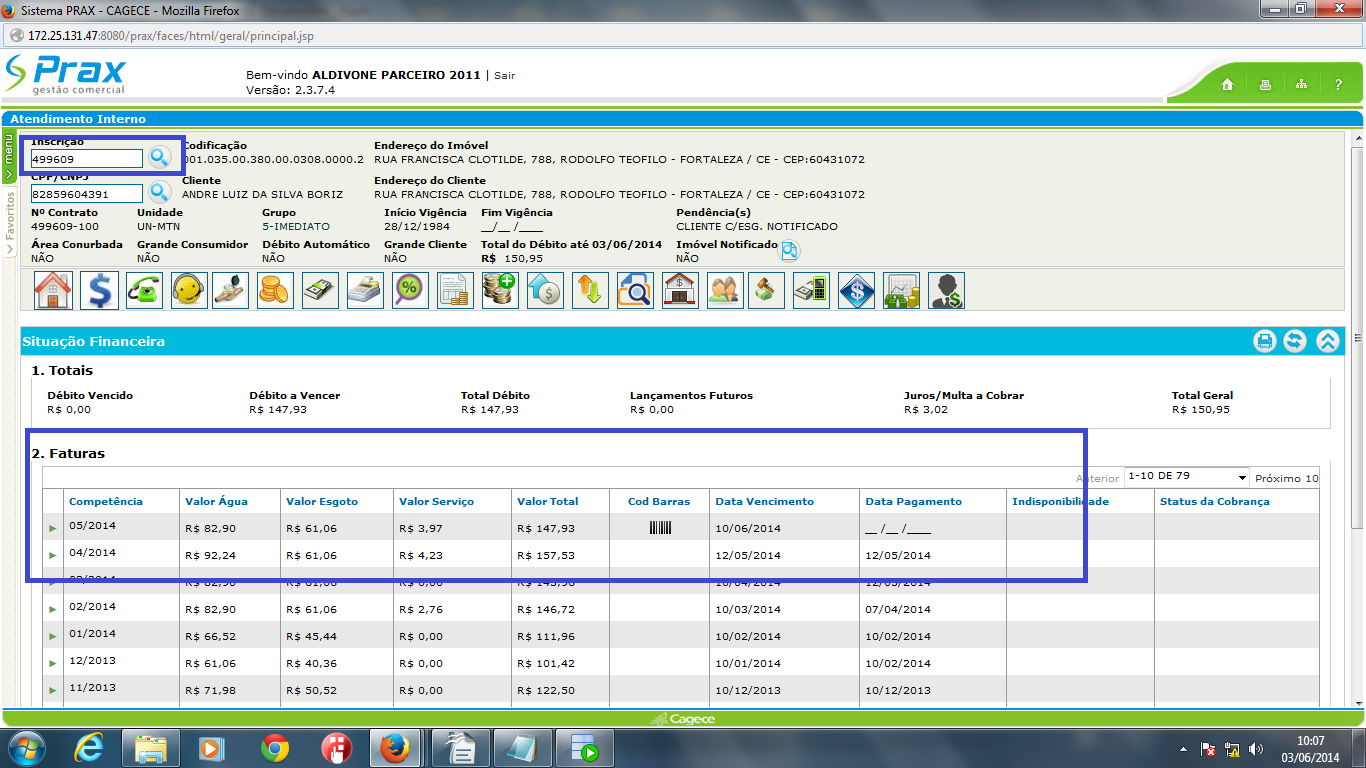 Sistema PRAX - CAGECE - Mozilla Firefox
172.25.131.47:8080/prax/faces/html/geral/principal.jsp
Prax
gestão comercial
Bem-vindo ALDIVONE PARCEIRO 2011 | Sair
Versão: 2.3.7.4
?
Atendimento Interno
menu
Favoritos
Inscrição Codificação Endereço do Imóvel
499609 001.035.00.380.00.0308.0000.2 RUA FRANCISCA CLOTILDE, 788, RODOLFO TEOFILO - FORTALEZA / CE - CEP:60431072
CPF/CNPJ Cliente Endereço do Cliente
82859604391 ANDRE LUIZ DA SILVA BORIZ RUA FRANCISCA CLOTILDE, 788, RODOLFO TEOFILO - FORTALEZA / CE - CEP:60431072
Nº Contrato Unidade Grupo Início Vigência Fim Vigência Pendência(s)
499609-100 UN-MTN 5-IMEDIATO 28/12/1984 __/__ /____ CLIENTE C/ESG. NOTIFICADO
Área Conurbada Grande Consumidor Débito Automático Grande Cliente Total do Débito até 03/06/2014 Imóvel Notificado
NÃO NÃO NÃO NÃO R$ 150,95 NÃO
Situação Financeira
1. Totais
Débito Vencido Débito a Vencer Total Débito Lançamentos Futuros Juros/Multa a Cobrar Total Geral
R$ 0,00 R$ 147,93 R$ 147,93 R$ 0,00 R$ 3,02 R$ 150,95
2. Faturas
Anterior 1-10 DE 79 Próximo 10
Competência Valor Água Valor Esgoto Valor Serviço Valor Total Cod Barras Data Vencimento Data Pagamento Indisponibilidade Status da Cobrança
05/2014 R$ 82,90 R$ 61,06 R$ 3,97 R$ 147,93 10/06/2014 __ /__ /____
04/2014 R$ 92,24 R$ 61,06 R$ 4,23 R$ 157,53 12/05/2014 12/05/2014
03/2014 R$ 82,90 R$ 61,06 R$ 0,00 R$ 143,96 10/04/2014 12/05/2014
02/2014 R$ 82,90 R$ 61,06 R$ 2,76 R$ 146,72 10/03/2014 07/04/2014
01/2014 R$ 66,52 R$ 45,44 R$ 0,00 R$ 111,96 10/02/2014 10/02/2014
12/2013 R$ 61,06 R$ 40,36 R$ 0,00 R$ 101,42 10/01/2014 10/02/2014
11/2013 R$ 71,98 R$ 50,52 R$ 0,00 R$ 122,50 10/12/2013 10/12/2013
Cagece
10:07
03/06/2014